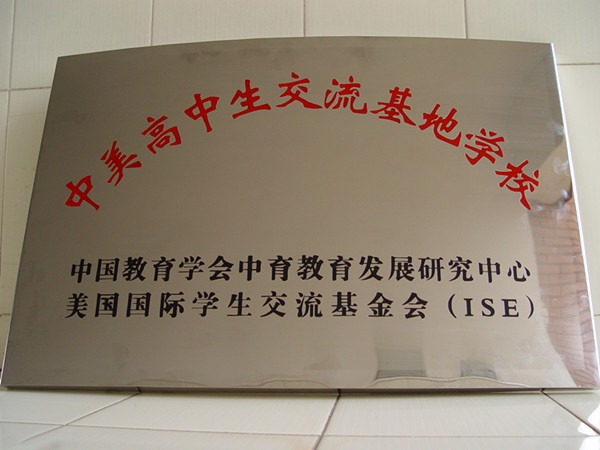 中美高中生交流基地学校
中国教育学会中育教育发展研究中心
美国国际学生交流基金会(ISE)